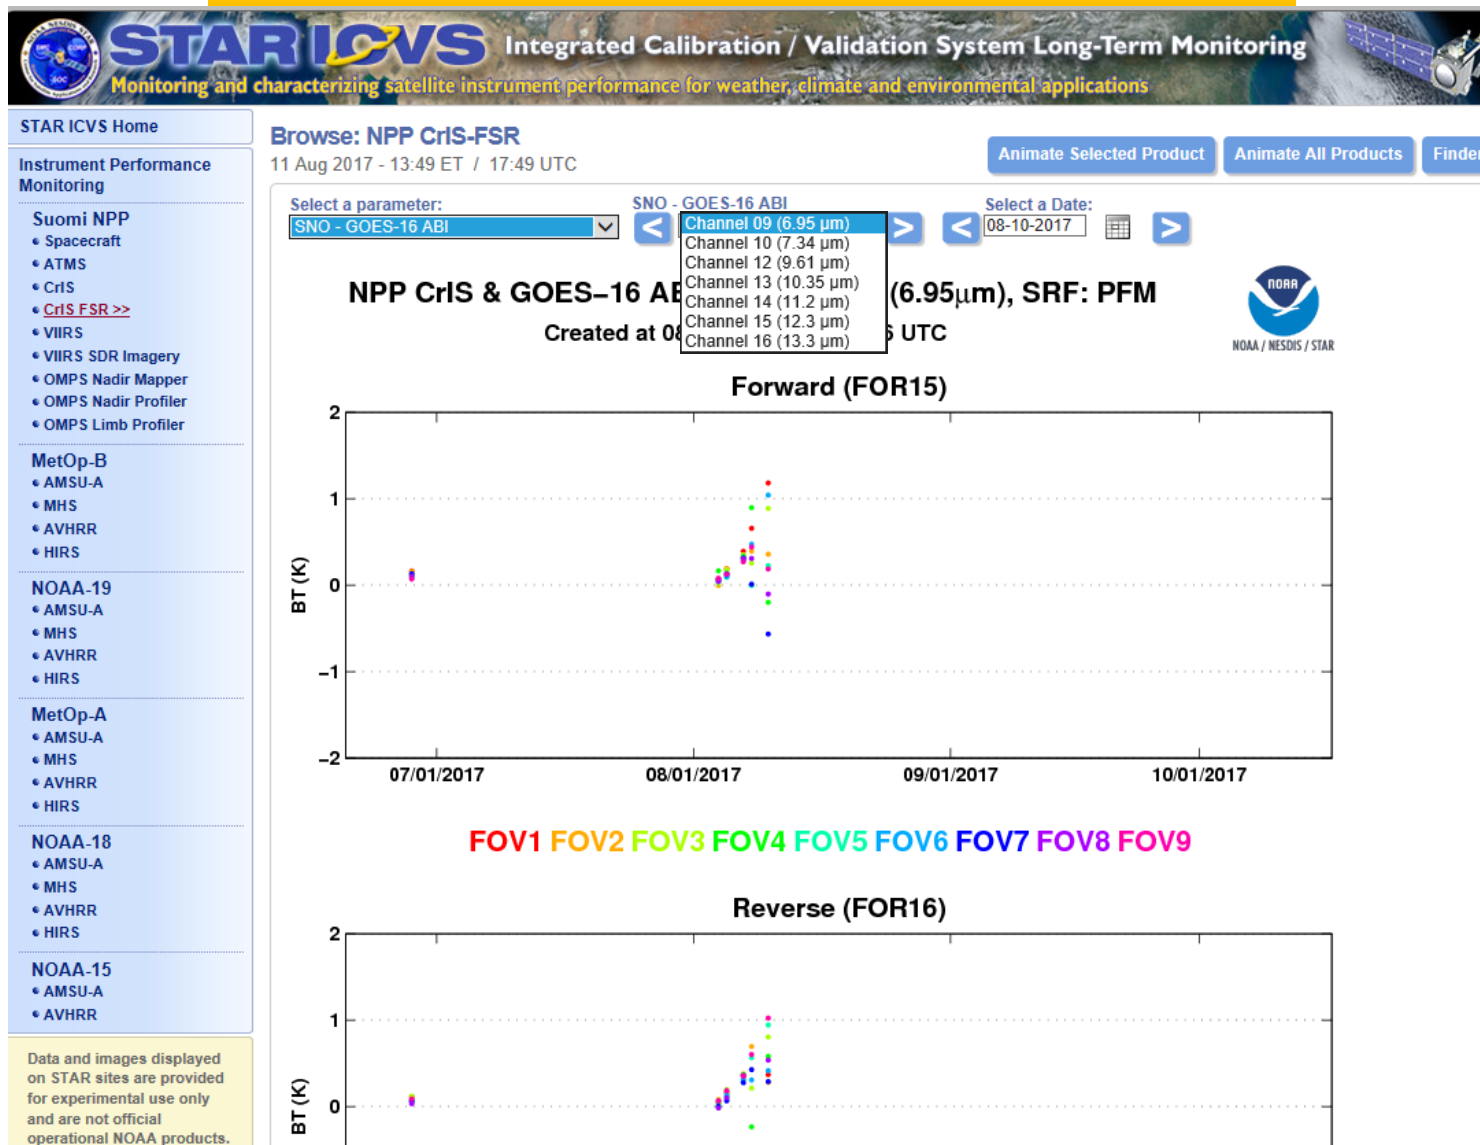 STAR ICVS Integrated Calibration / Validation System Long-Term Monitoring
Monitoring and characterizing satellite instrument performance for weather, climate and environmental applications
STAR ICVS Home
Instrument Performance
Monitoring
Suomi NPP
Spacecraft
ATMS
CrIS
CrIS FSR >>
VIIRS
VIIRS SDR Imagery
OMPS Nadir Mapper
OMPS Nadir Profiler
OMPS Limb Profiler
MetOp-B
AMSU-A
MHS
AVHRR
HIRS
NOAA-19
AMSU-A
MHS
AVHRR
HIRS
MetOp-A
AMSU-A
MHS
AVHRR
HIRS
NOAA-18
AMSU-A
MHS
AVHRR
HIRS
NOAA-15
AMSU-A
AVHRR
Data and images displayed
on STAR sites are provided
for experimental use only
and are not official
operational NOAA products.
Browse: NPP CrIS-FSR
11 Aug 2017 - 13:49 ET / 17:49 UTC
Animate Selected Product Animate All Products Finder
Select a parameter: SNO - GOES-16 ABI Select a Date:
SNO - GOES-16 ABI < > < 08-10-2017 >
Channel 09 (6.95 µm)
Channel 10 (7.34 µm)
Channel 12 (9.61 µm)
Channel 13 (10.35 µm)
Channel 14 (11.2 µm)
Channel 15 (12.3 µm)
Channel 16 (13.3 µm)
NPP CrIS & GOES−16 (6.95µm), SRF: PFM
Created at UTC
NOAA
NOAA / NESDIS / STAR
Forward (FOR15)
2
1
0
−1
−2
BT (K)
07/01/2017 08/01/2017 09/01/2017 10/01/2017
FOV1 FOV2 FOV3 FOV4 FOV5 FOV6 FOV7 FOV8 FOV9
Reverse (FOR16)
2
1
0
BT (K)